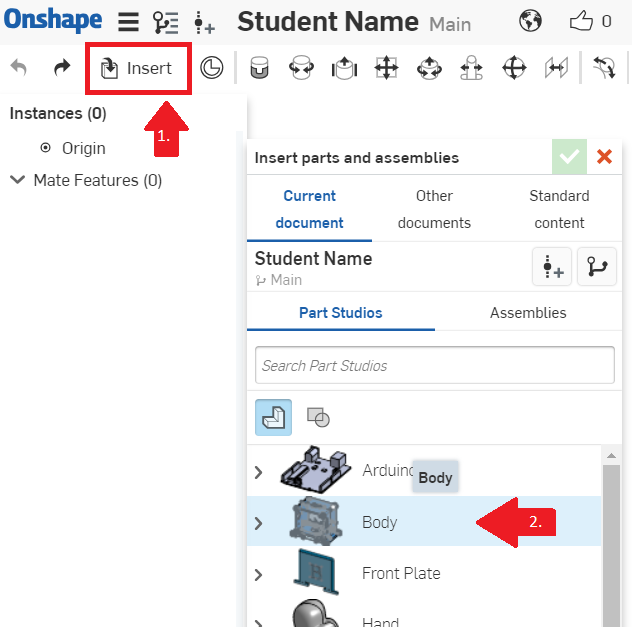 Onshape Student Name Main 0
Insert
Instances (0)
1.
Origin
Mate Features (0)
Insert parts and assemblies
Current document
Other documents
Standard content
Student Name
Main
Part Studios Assemblies
Search Part Studios
Arduino
Body
Body
2.
Front Plate
Hand